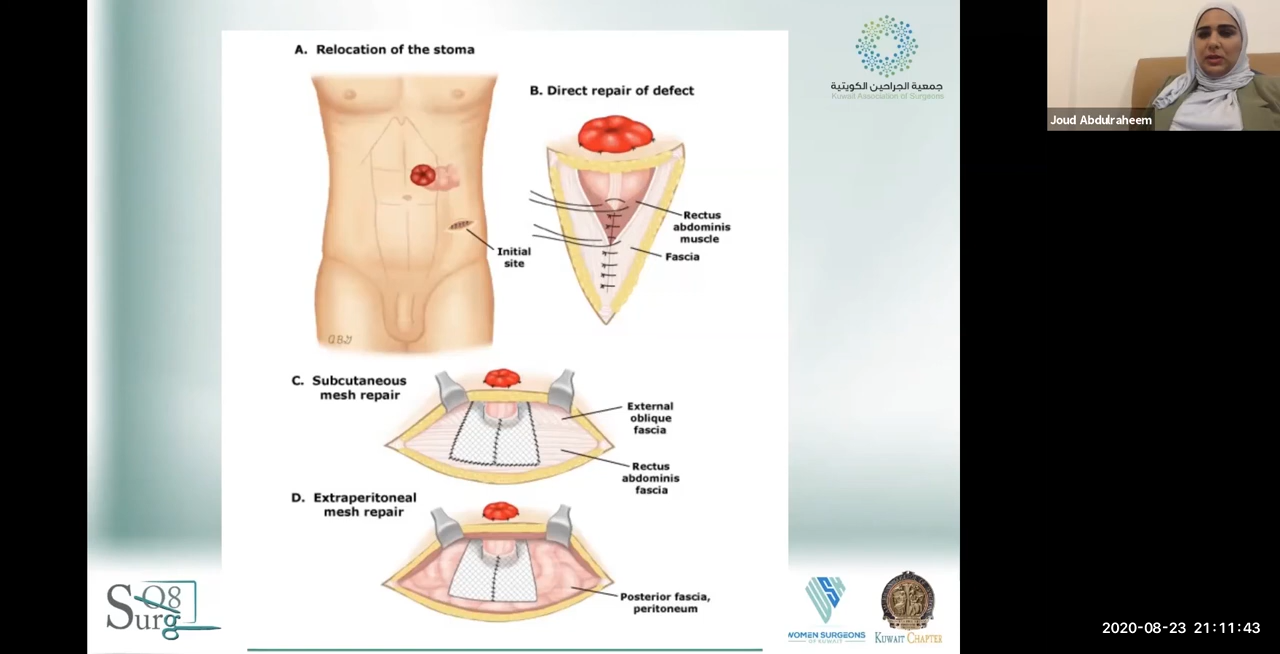 A. Relocation of the stoma
B. Direct repair of defect
Rectus
abdominis
muscle
Fascia
Initial
site
C. Subcutaneous
mesh repair
External
oblique
fascia
Rectus
abdominis
fascia
D. Extraperitoneal
mesh repair
Posterior fascia,
peritoneum
جمعية الجراحين الكويتية
Kuwait Association of Surgeons
Joud Abdulraheem
Q8
Surg
WOMEN SURGEONS
OF KUWAIT
KUWAIT CHAPTER
2020-08-23 21:11:43